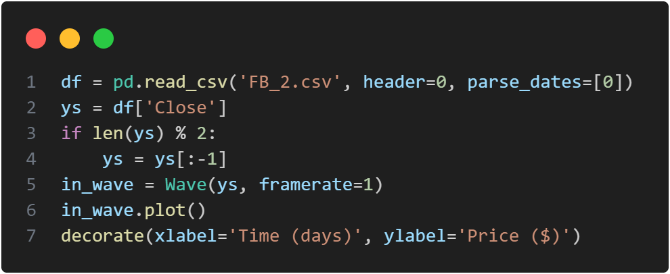 1 df = pd.read_csv('FB_2.csv', header=0, parse_dates=[0])
2 ys = df['Close']
3 if len(ys) % 2:
4     ys = ys[:-1]
5 in_wave = Wave(ys, framerate=1)
6 in_wave.plot()
7 decorate(xlabel='Time (days)', ylabel='Price ($)')